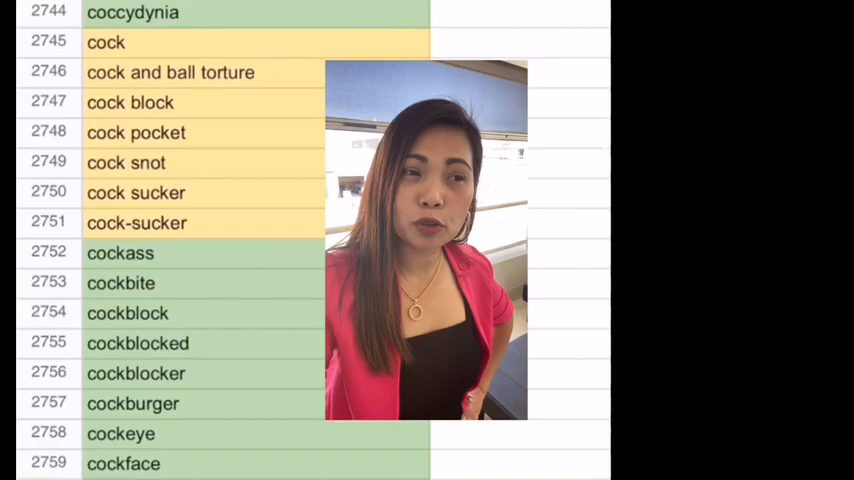 2744 coccydynia
2745 cock
2746 cock and ball torture
2747 cock block
2748 cock pocket
2749 cock snot
2750 cock sucker
2751 cock-sucker
2752 cockass
2753 cockbite
2754 cockblock
2755 cockblocked
2756 cockblocker
2757 cockburger
2758 cockeye
2759 cockface